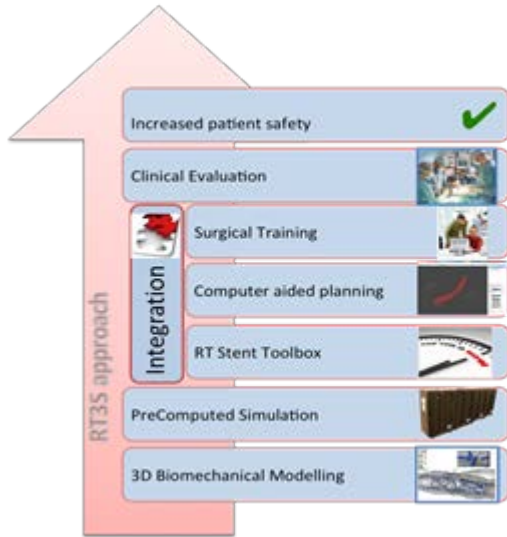 Increased patient safety
Clinical Evaluation
Surgical Training
Computer aided planning
RT Stent Toolbox
Integration
PreComputed Simulation
3D Biomechanical Modelling
RT3S approach